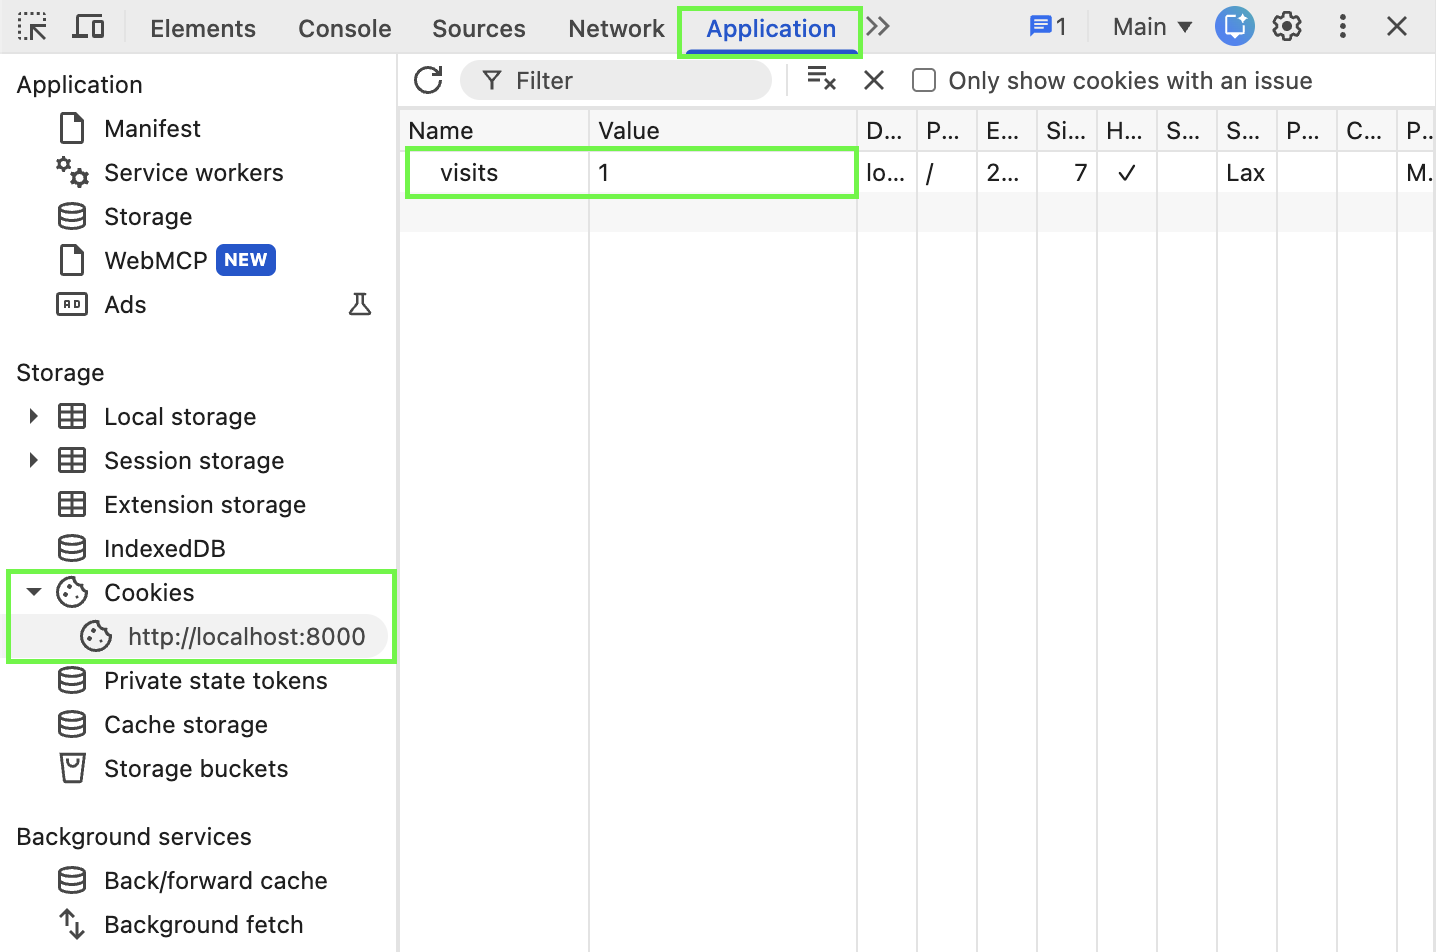 Elements Console Sources Network Application 1 Main
Application
Manifest
Service workers
Storage
WebMCP NEW
AD Ads
Storage
Local storage
Session storage
Extension storage
IndexedDB
Cookies
http://localhost:8000
Private state tokens
Cache storage
Storage buckets
Background services
Back/forward cache
Background fetch
Filter Only show cookies with an issue
Name Value D... P... E... Si... H... S... S... P... C... P..
visits 1 lo... / 2... 7 ✓ Lax M.